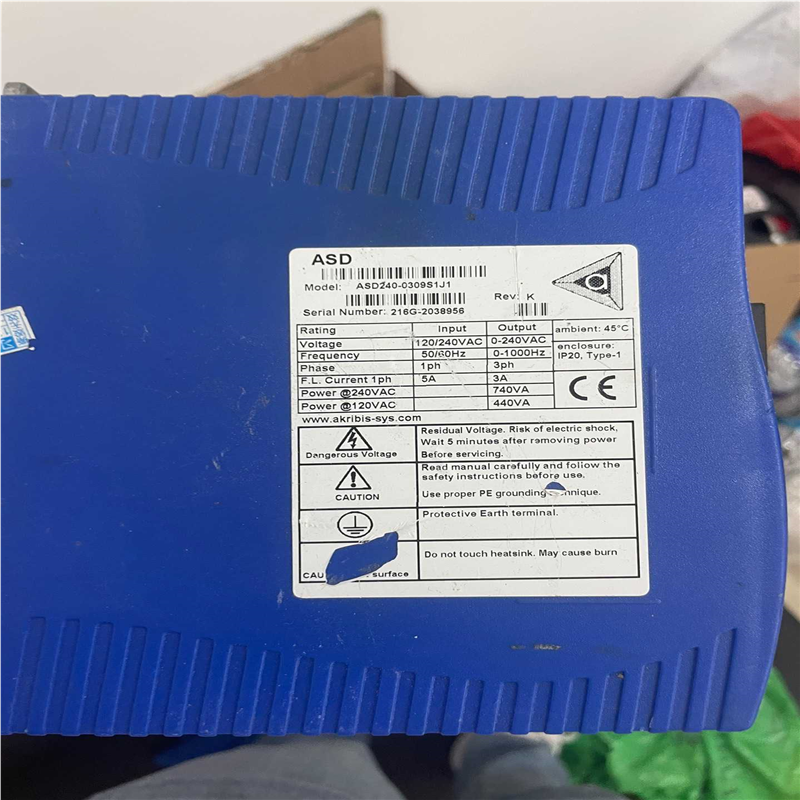 ASD
Model: ASD240-0309S1J1
Rev: K
Serial Number: 216G-2038956
Rating Input Output ambient: 45°C
Voltage 120/240VAC 0-240VAC
Frequency 50/60Hz 0-1000Hz enclosure: IP20, Type-1
Phase 1ph 3ph
F.L. Current 1ph 5A 3A
Power @240VAC 740VA
Power @120VAC 440VA
CE
www.akribis-sys.com
Dangerous Voltage
Residual Voltage. Risk of electric shock,
Wait 5 minutes after removing power
Before servicing.
CAUTION
Read manual carefully and follow the
safety instructions before use.
Use proper PE grounding
Protective Earth terminal.
surface
Do not touch heatsink. May cause burn